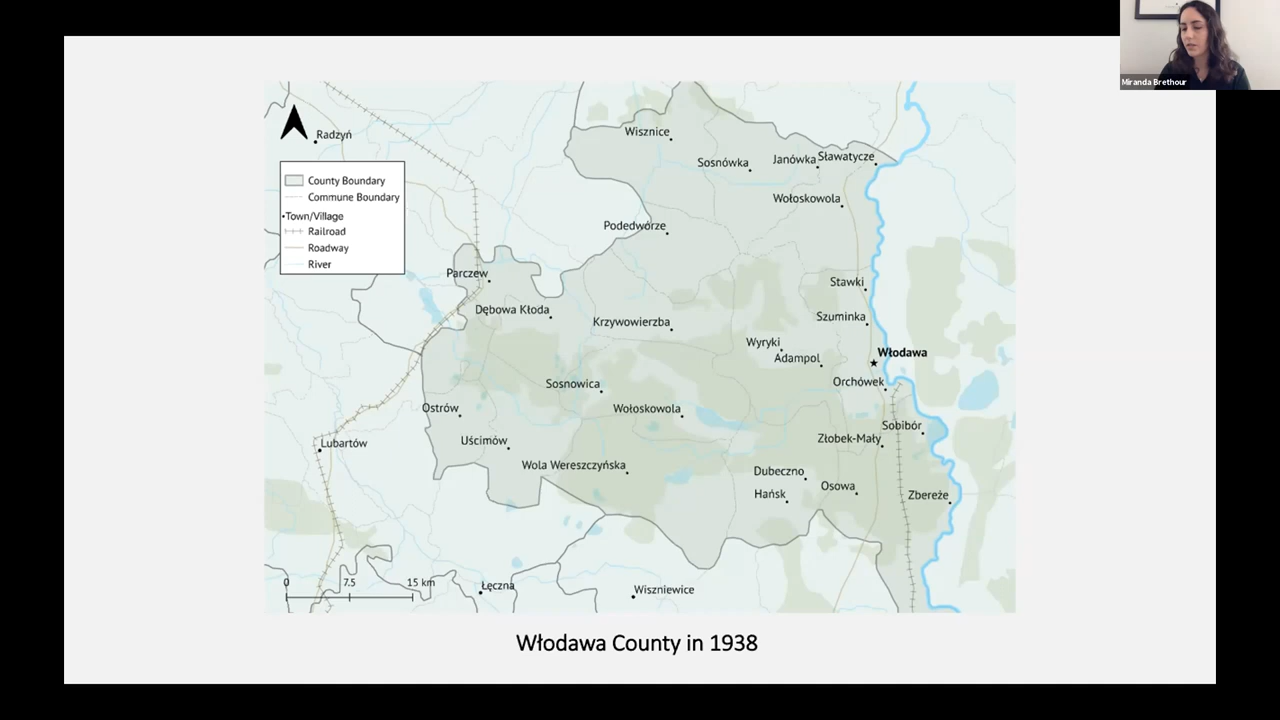 Miranda Brethour
Radzyń
Wisznice
Sosnówka
Janówka
Sławatycze
County Boundary
Commune Boundary
Town/Village
Railroad
Roadway
River
Wołoskowola
Podedwórze
Parczew
Stawki
Dębowa Kłoda
Krzywowierzba
Szuminka
Wyryki
Adampol
Włodawa
Sosnowica
Orchówek
Ostrów
Wołoskowola
Uścimów
Sobibór
Złobek-Mały
Lubartów
Wola Wereszczyńska
Dubeczno
Hańsk
Osowa
Zbereże
0 7.5 15 km
Łęczna
Wiszniewice
Włodawa County in 1938